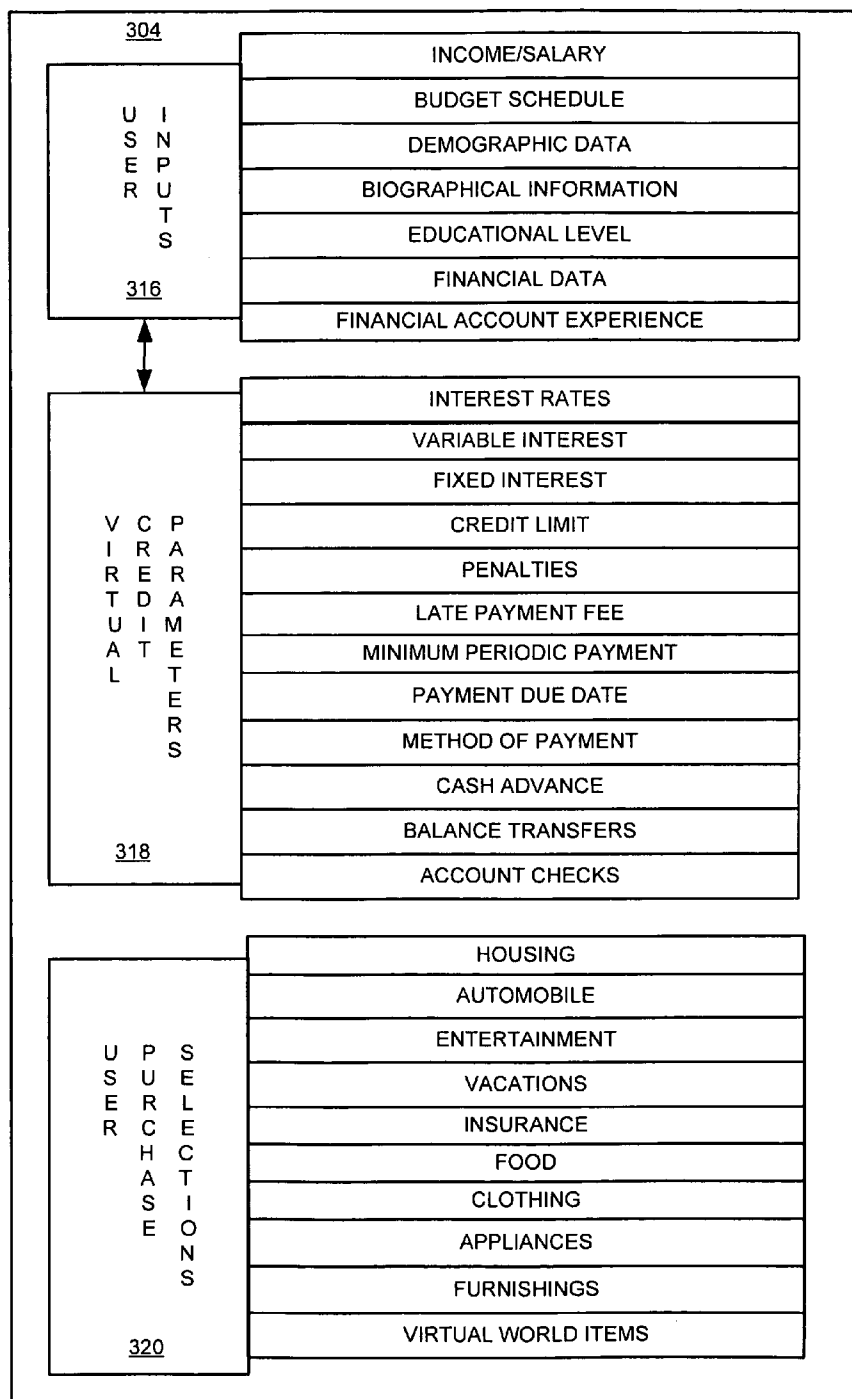 304
USER INPUTS
316
INCOME/SALARY
BUDGET SCHEDULE
DEMOGRAPHIC DATA
BIOGRAPHICAL INFORMATION
EDUCATIONAL LEVEL
FINANCIAL DATA
FINANCIAL ACCOUNT EXPERIENCE
VIRTUAL CREDIT PARAMETERS
318
INTEREST RATES
VARIABLE INTEREST
FIXED INTEREST
CREDIT LIMIT
PENALTIES
LATE PAYMENT FEE
MINIMUM PERIODIC PAYMENT
PAYMENT DUE DATE
METHOD OF PAYMENT
CASH ADVANCE
BALANCE TRANSFERS
ACCOUNT CHECKS
USER PURCHASE SELECTIONS
320
HOUSING
AUTOMOBILE
ENTERTAINMENT
VACATIONS
INSURANCE
FOOD
CLOTHING
APPLIANCES
FURNISHINGS
VIRTUAL WORLD ITEMS